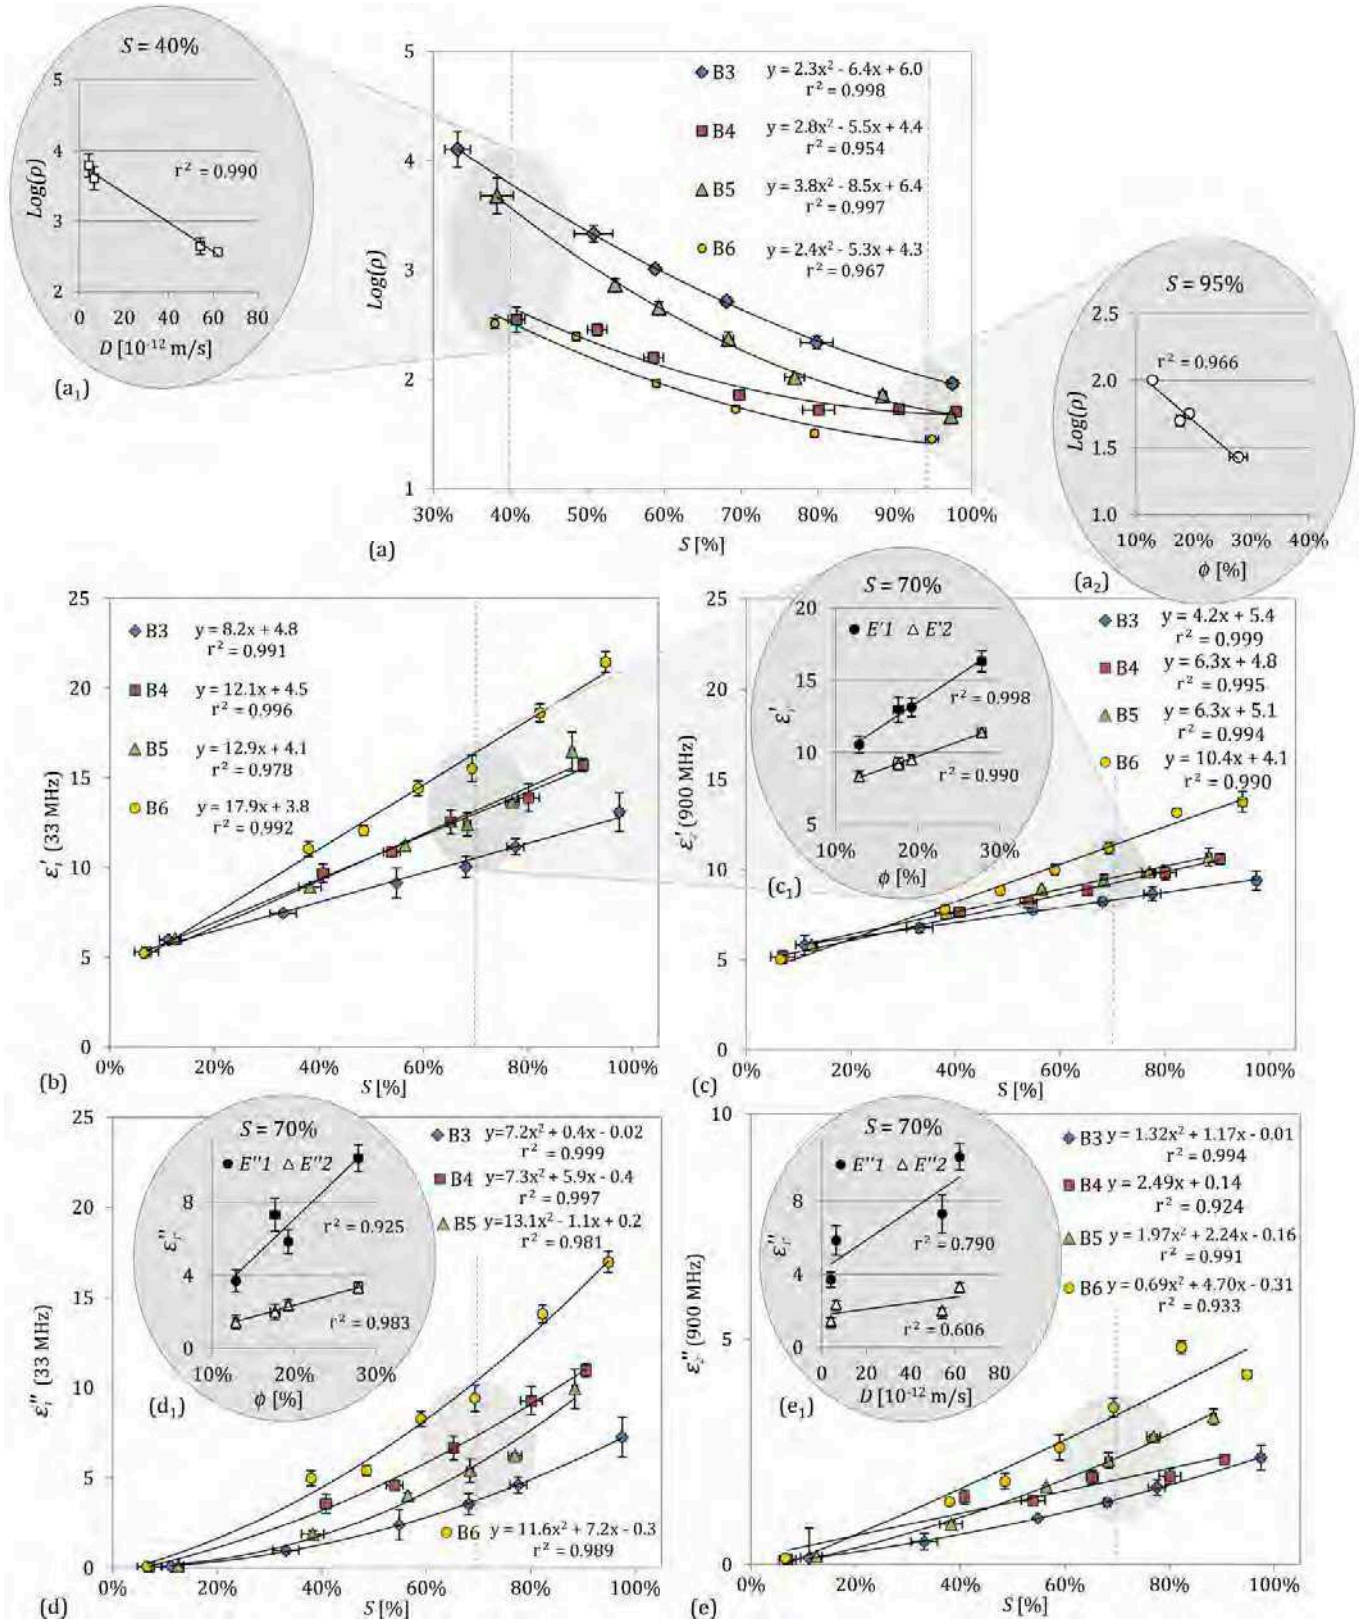 S = 40%
5
4
3
2
Log(ρ)
r² = 0.990
0 20 40 60 80
D [10⁻¹² m/s]
(a₁)
5
4
3
2
1
Log(ρ)
B3 y = 2.3x² - 6.4x + 6.0
r² = 0.998
B4 y = 2.8x² - 5.5x + 4.4
r² = 0.954
B5 y = 3.8x² - 8.5x + 6.4
r² = 0.997
B6 y = 2.4x² - 5.3x + 4.3
r² = 0.967
30% 40% 50% 60% 70% 80% 90% 100%
(a) S [%]
S = 95%
2.5
2.0
1.5
1.0
Log(ρ)
r² = 0.966
10% 20% 30% 40%
ϕ [%]
(a₂)
25
20
15
10
5
0
B3 y = 8.2x + 4.8
r² = 0.991
B4 y = 12.1x + 4.5
r² = 0.996
B5 y = 12.9x + 4.1
r² = 0.978
B6 y = 17.9x + 3.8
r² = 0.992
(33 MHz)
0% 20% 40% 60% 80% 100%
(b) S [%]
S = 70%
20
15
10
5
E'1 E'2
r² = 0.998
r² = 0.990
10% 20% 30%
ϕ [%]
(c₁)
25
20
15
10
5
0
B3 y = 4.2x + 5.4
r² = 0.999
B4 y = 6.3x + 4.8
r² = 0.995
B5 y = 6.3x + 5.1
r² = 0.994
B6 y = 10.4x + 4.1
r² = 0.990
(900 MHz)
0% 20% 40% 60% 80% 100%
(c) S [%]
25
20
15
10
5
0
S = 70%
E''1 E''2
8
4
0
r² = 0.925
r² = 0.983
10% 20% 30%
ϕ [%]
(d₁)
B3 y=7.2x² + 0.4x - 0.02
r² = 0.999
B4 y=7.3x² + 5.9x - 0.4
r² = 0.997
B5 y=13.1x² - 1.1x + 0.2
r² = 0.981
B6 y = 11.6x² + 7.2x - 0.3
r² = 0.989
(33 MHz)
0% 20% 40% 60% 80% 100%
(d) S [%]
10
5
0
S = 70%
E''1 E''2
8
4
0
r² = 0.790
r² = 0.606
0 20 40 60 80
D [10⁻¹² m/s]
(e₁)
B3 y = 1.32x² + 1.17x - 0.01
r² = 0.994
B4 y = 2.49x + 0.14
r² = 0.924
B5 y = 1.97x² + 2.24x - 0.16
r² = 0.991
B6 y = 0.69x² + 4.70x - 0.31
r² = 0.933
(900 MHz)
0% 20% 40% 60% 80% 100%
(e) S [%]